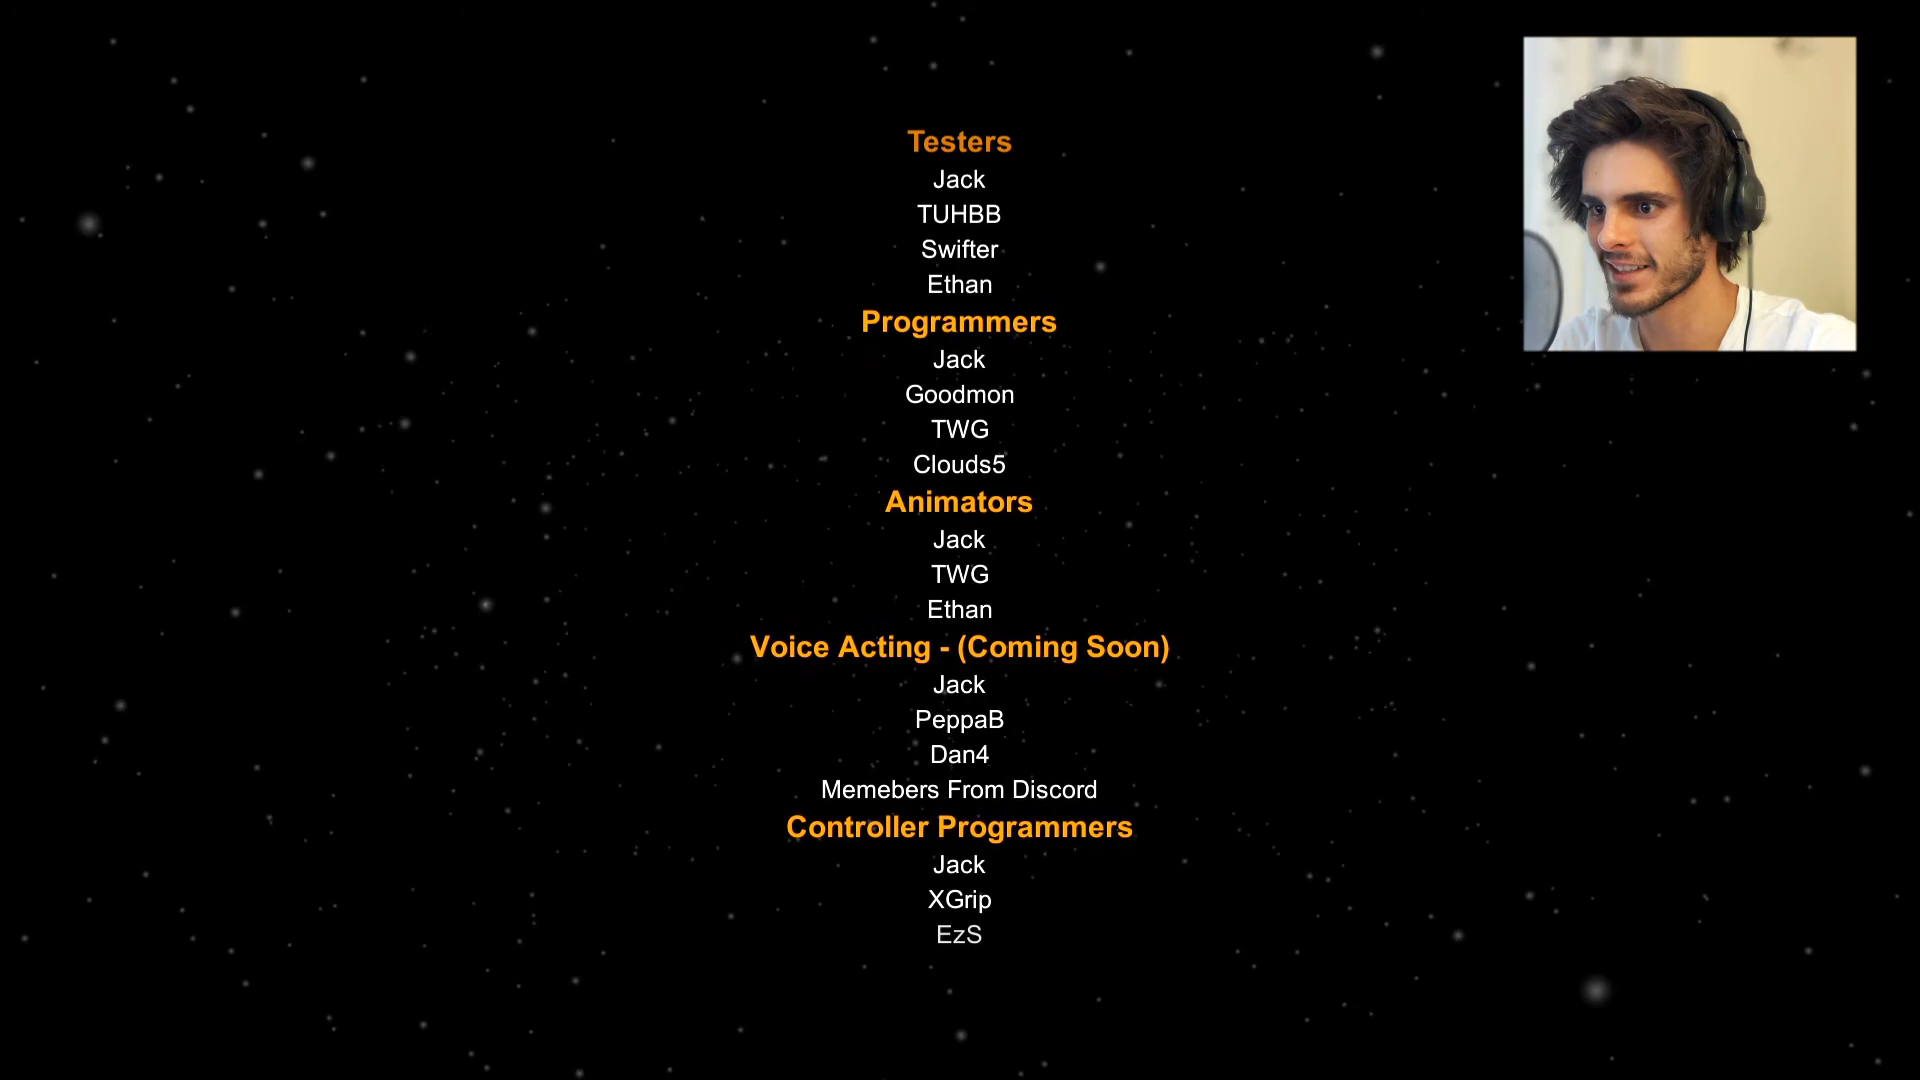 Testers
Jack
TUHBB
Swifter
Ethan
Programmers
Jack
Goodmon
TWG
Clouds5
Animators
Jack
TWG
Ethan
Voice Acting - (Coming Soon)
Jack
PeppaB
Dan4
Memebers From Discord
Controller Programmers
Jack
XGrip
EzS